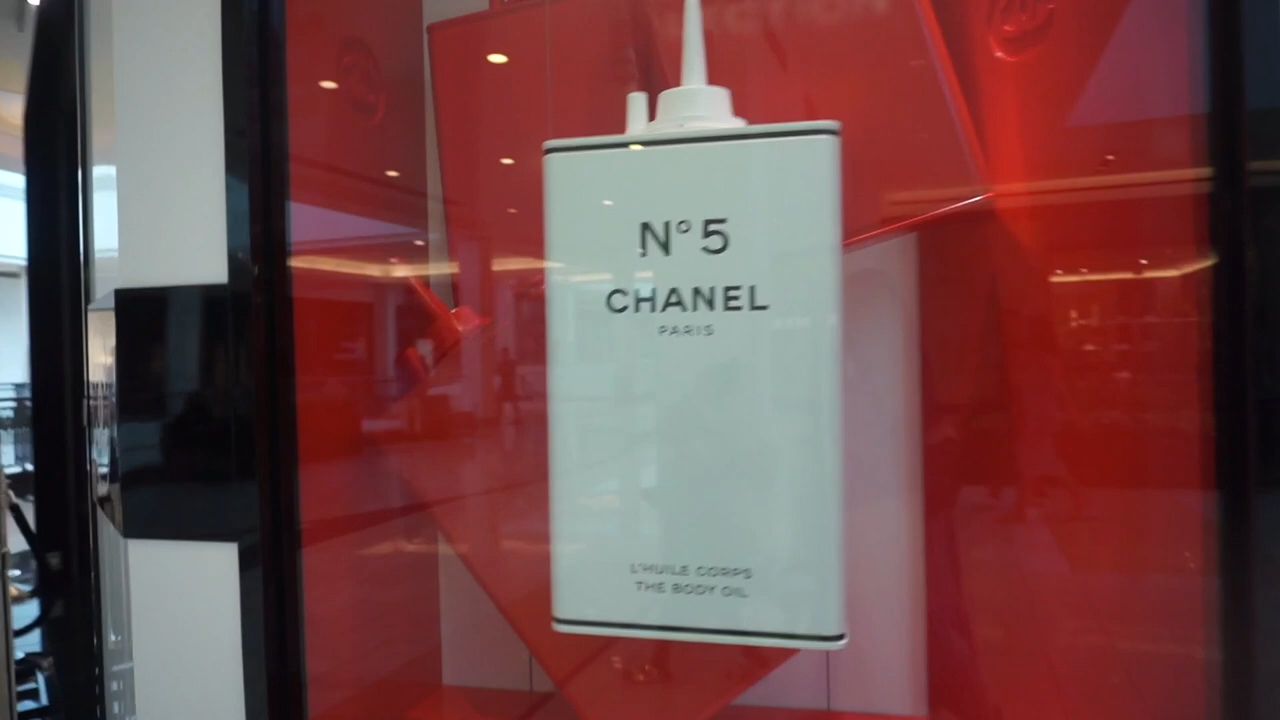 N°5
CHANEL
PARIS
L'HUILE CORPS
THE BODY OIL